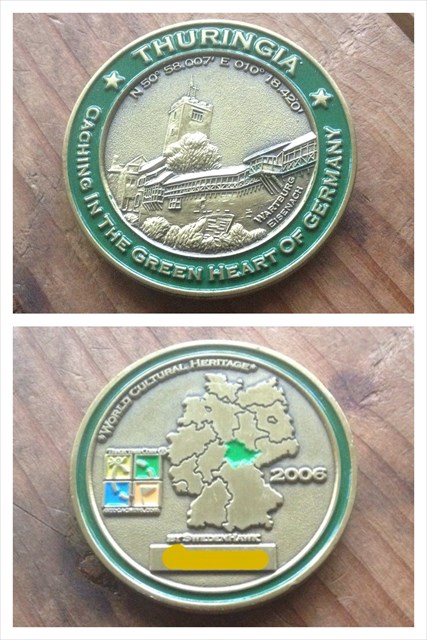 THURINGIA
N 50° 58.007' E 010° 18.420'
WARTBURG
EISENACH
CACHING IN THE GREEN HEART OF GERMANY
*WORLD CULTURAL HERITAGE*
2006
BY SWEDENHAWK